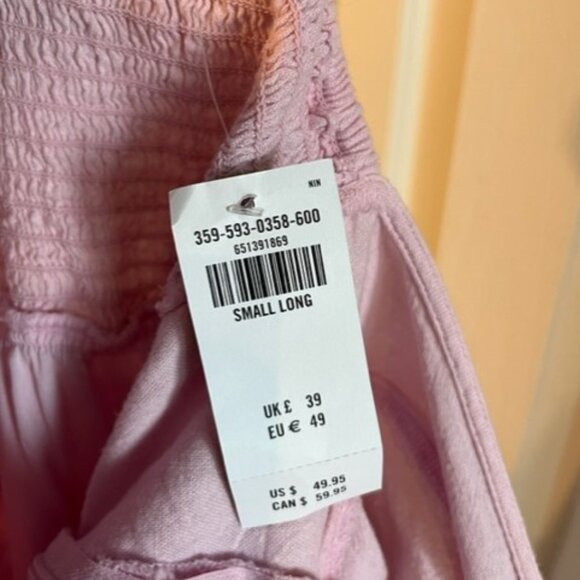 NIN
359-593-0358-600
651391869
SMALL LONG
UK £ 39
EU € 49
US $ 49.95
CAN $ 59.95